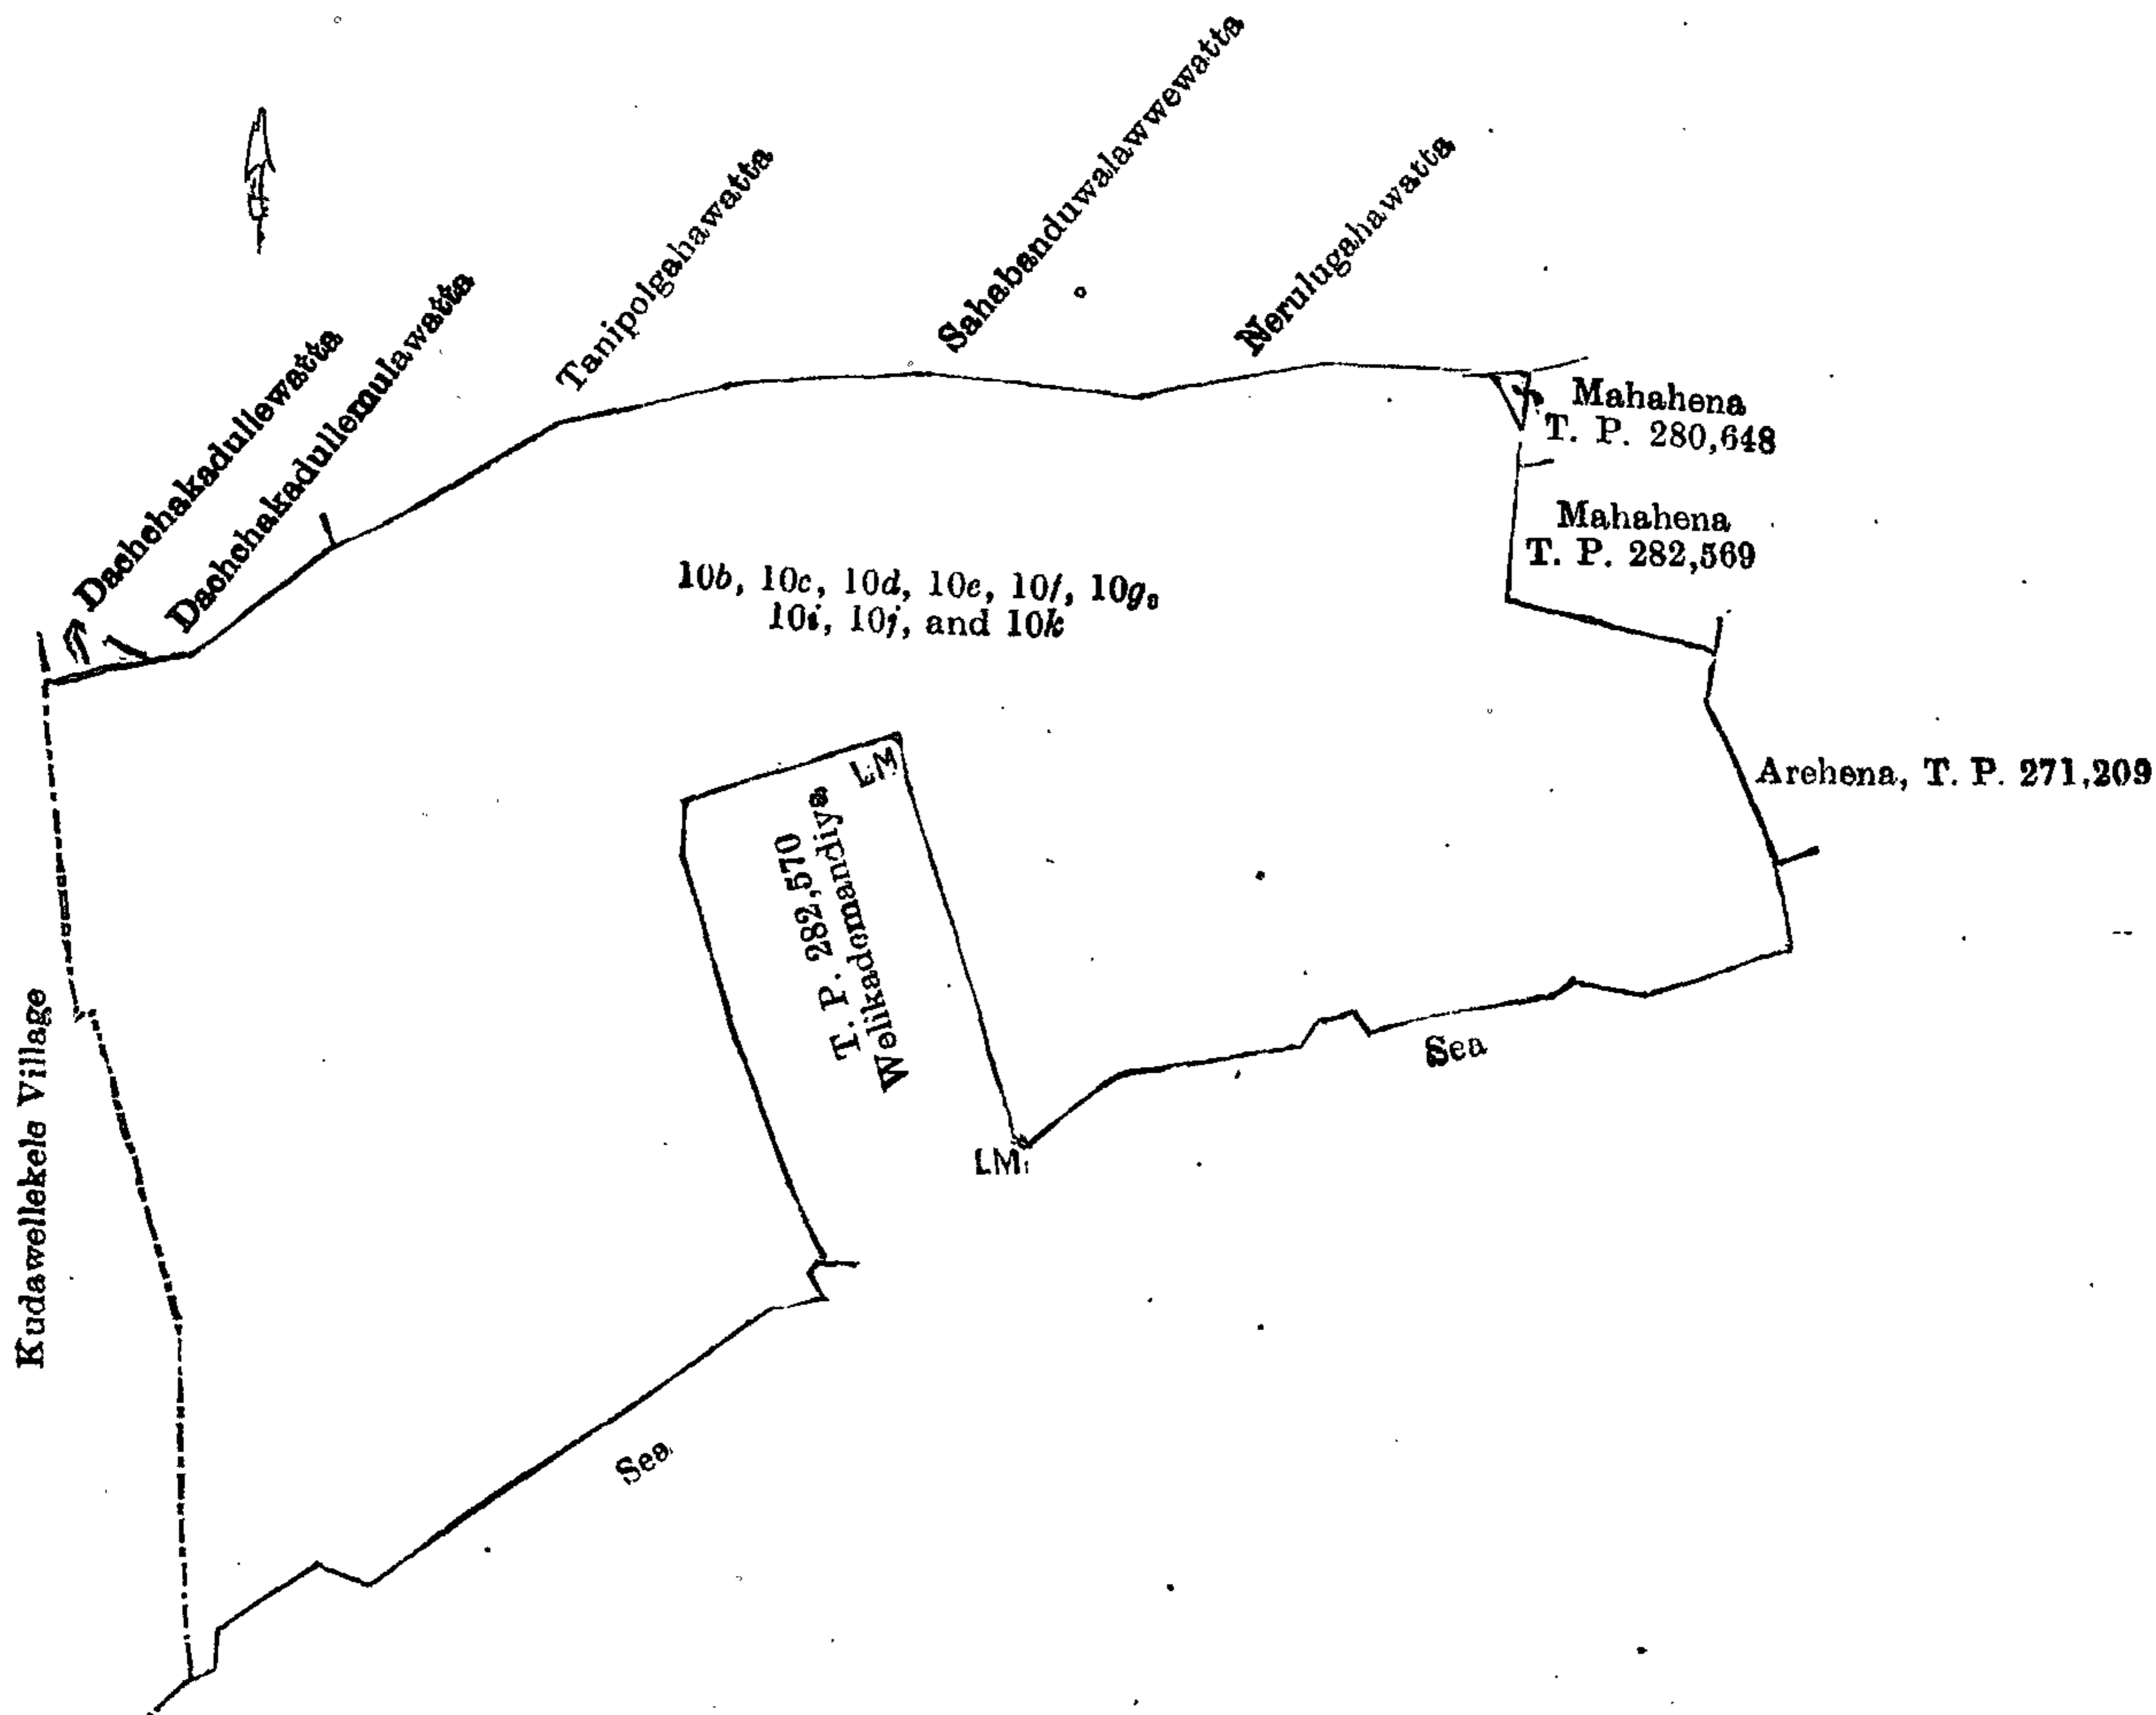 Dachchakadullewatta
Dachchakadullemulawatta
Tanipolgahawatta
Sahabanduwalawwewatta
Nerulugahawatta
Mahahena
T. P. 280,648
Mahahena
T. P. 282,569
10b, 10c, 10d, 10e, 10f, 10g,
10i, 10j, and 10k
Arehena, T. P. 271,209
LM
T. P. 282,570
Welikademandiya
LM
Kudawellekele Village
Sea
Sea